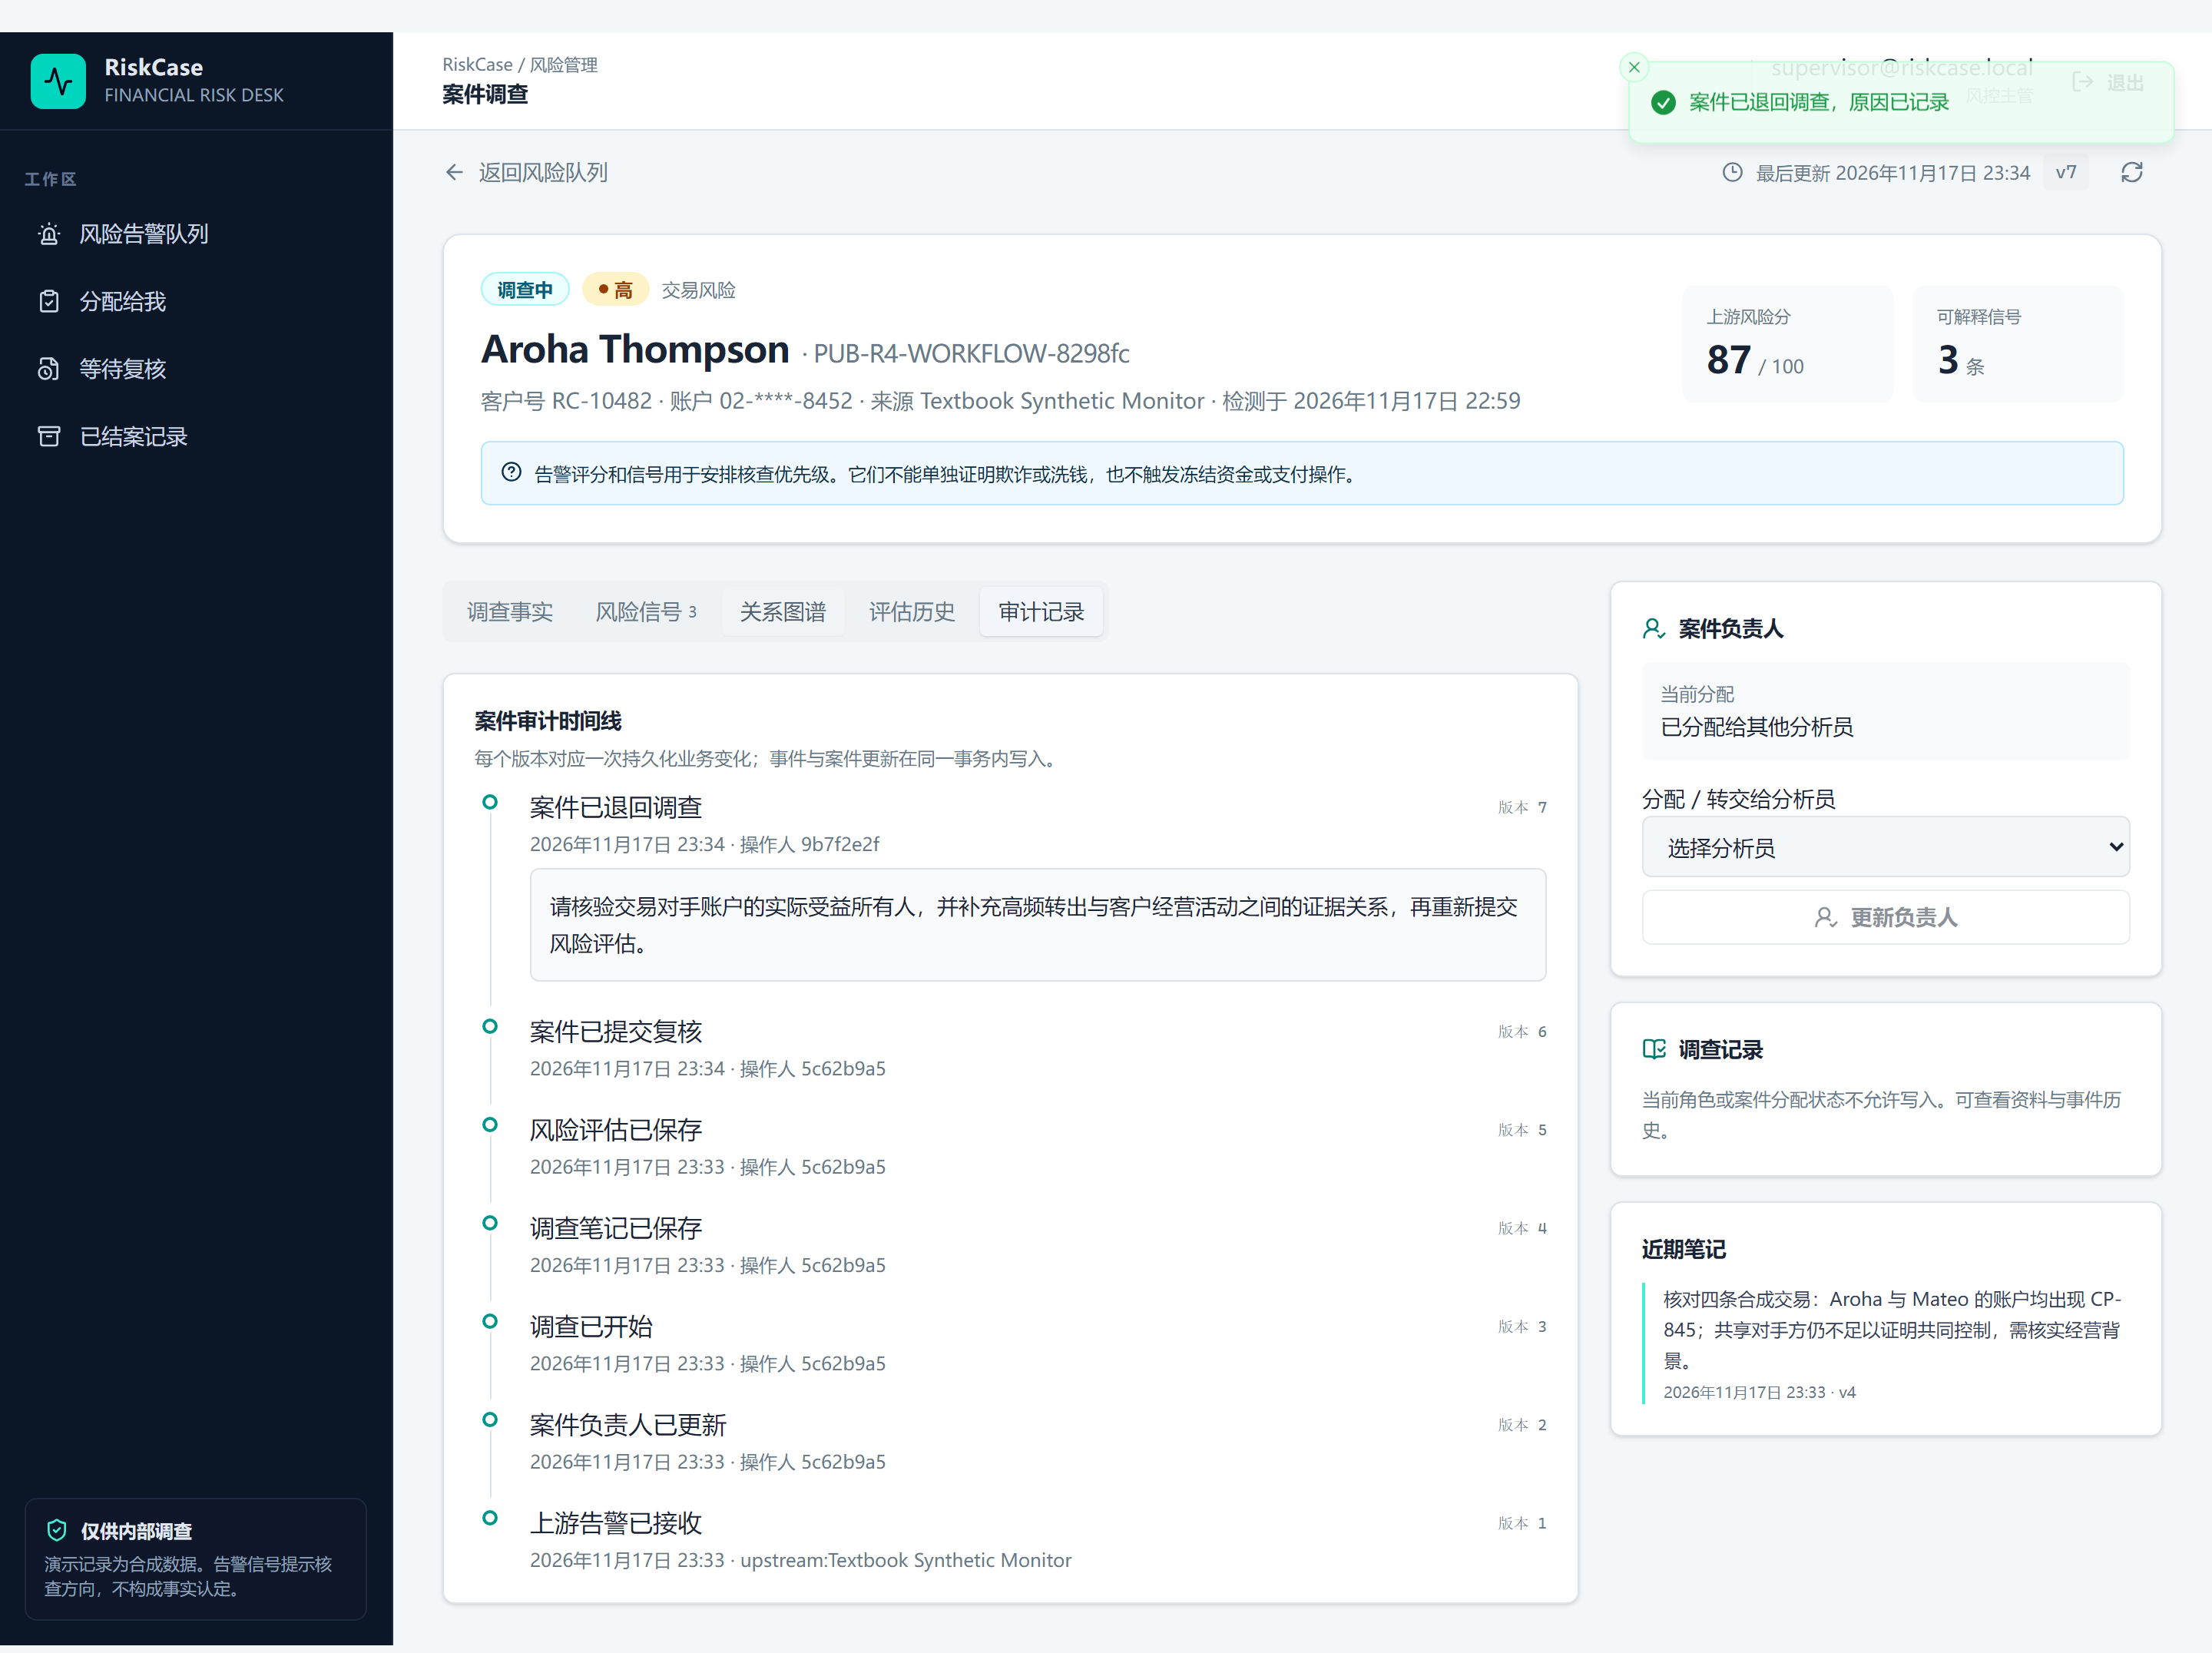 RiskCase
FINANCIAL RISK DESK
工作区
风险告警队列
分配给我
等待复核
已结案记录
仅供内部调查
演示记录为合成数据。告警信号提示核
查方向，不构成事实认定。
RiskCase / 风险管理
案件调查
supervisor@riskcase.local
风控主管
退出
案件已退回调查，原因已记录
返回风险队列
最后更新 2026年11月17日 23:34 v7
调查中 高 交易风险
Aroha Thompson · PUB-R4-WORKFLOW-8298fc
客户号 RC-10482 · 账户 02-****-8452 · 来源 Textbook Synthetic Monitor · 检测于 2026年11月17日 22:59
上游风险分
87 / 100
可解释信号
3 条
告警评分和信号用于安排核查优先级。它们不能单独证明欺诈或洗钱，也不触发冻结资金或支付操作。
调查事实 风险信号 3 关系图谱 评估历史 审计记录
案件审计时间线
每个版本对应一次持久化业务变化；事件与案件更新在同一事务内写入。
案件已退回调查 版本 7
2026年11月17日 23:34 · 操作人 9b7f2e2f
请核验交易对手账户的实际受益所有人，并补充高频转出与客户经营活动之间的证据关系，再重新提交
风险评估。
案件已提交复核 版本 6
2026年11月17日 23:34 · 操作人 5c62b9a5
风险评估已保存 版本 5
2026年11月17日 23:33 · 操作人 5c62b9a5
调查笔记已保存 版本 4
2026年11月17日 23:33 · 操作人 5c62b9a5
调查已开始 版本 3
2026年11月17日 23:33 · 操作人 5c62b9a5
案件负责人已更新 版本 2
2026年11月17日 23:33 · 操作人 5c62b9a5
上游告警已接收 版本 1
2026年11月17日 23:33 · upstream:Textbook Synthetic Monitor
案件负责人
当前分配
已分配给其他分析员
分配 / 转交给分析员
选择分析员
更新负责人
调查记录
当前角色或案件分配状态不允许写入。可查看资料与事件历
史。
近期笔记
核对四条合成交易：Aroha 与 Mateo 的账户均出现 CP-
845；共享对手方仍不足以证明共同控制，需核实经营背
景。
2026年11月17日 23:33 · v4